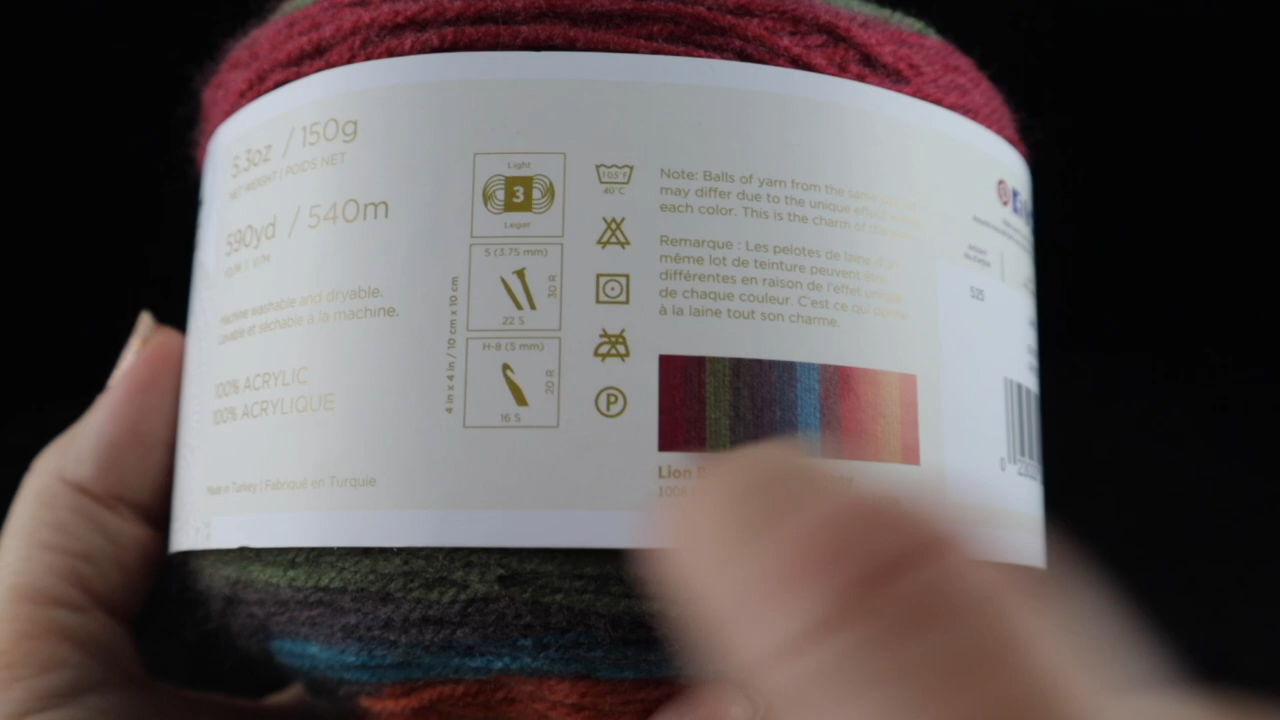 5.3oz / 150g
NET WEIGHT | POIDS NET
590yd / 540m
Machine washable and dryable.
Lavable et séchable à la machine.
100% ACRYLIC
100% ACRYLIQUE
Made in Turkey | Fabriqué en Turquie
4 in x 4 in / 10 cm x 10 cm
Light
3
Leger
5 (3.75 mm)
30 R
22 S
H-8 (5 mm)
20 R
16 S
105°F
40°C
P
Note: Balls of yarn from the same
may differ due to the unique effect
each color. This is the charm of the
Remarque : Les pelotes de laine
même lot de teinture peuvent être
différentes en raison de l'effet unique
de chaque couleur. C'est ce qui donne
à la laine tout son charme.
Lion
525
0